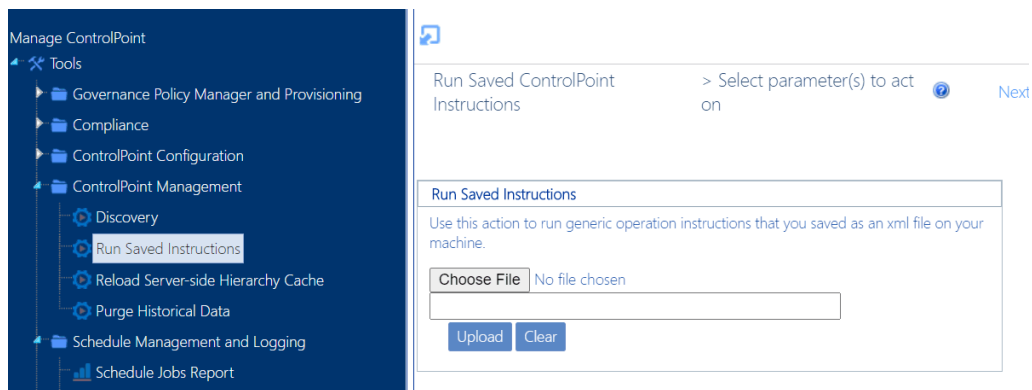 Manage ControlPoint
Tools
Governance Policy Manager and Provisioning
Compliance
ControlPoint Configuration
ControlPoint Management
Discovery
Run Saved Instructions
Reload Server-side Hierarchy Cache
Purge Historical Data
Schedule Management and Logging
Schedule Jobs Report
Run Saved ControlPoint
Instructions
> Select parameter(s) to act
on
?
Next
Run Saved Instructions
Use this action to run generic operation instructions that you saved as an xml file on your
machine.
Choose File No file chosen
Upload Clear